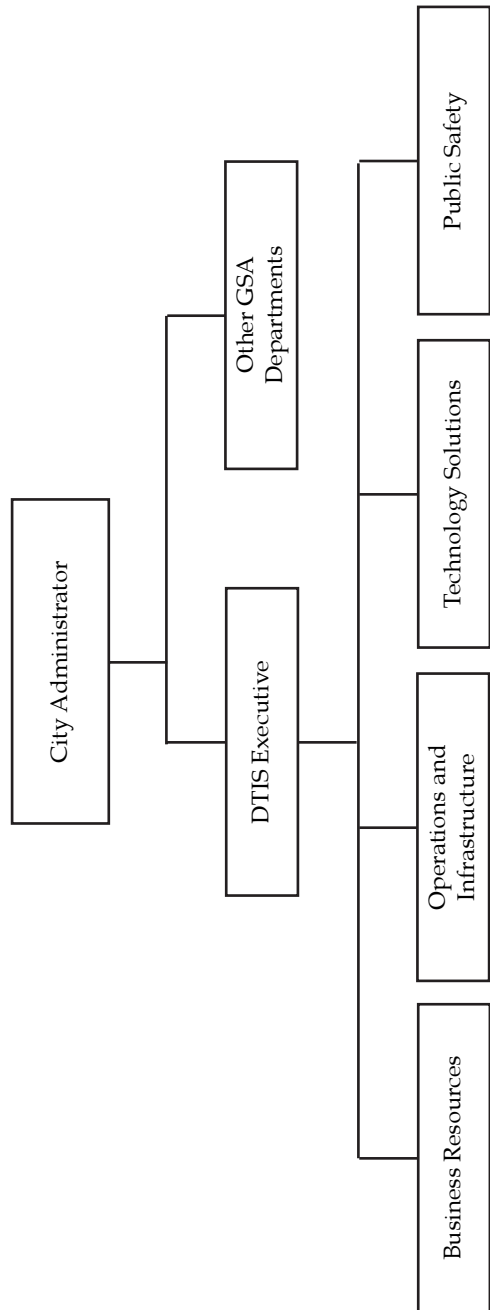 City Administrator
DTIS Executive
Other GSA
Departments
Business Resources
Operations and
Infrastructure
Technology Solutions
Public Safety